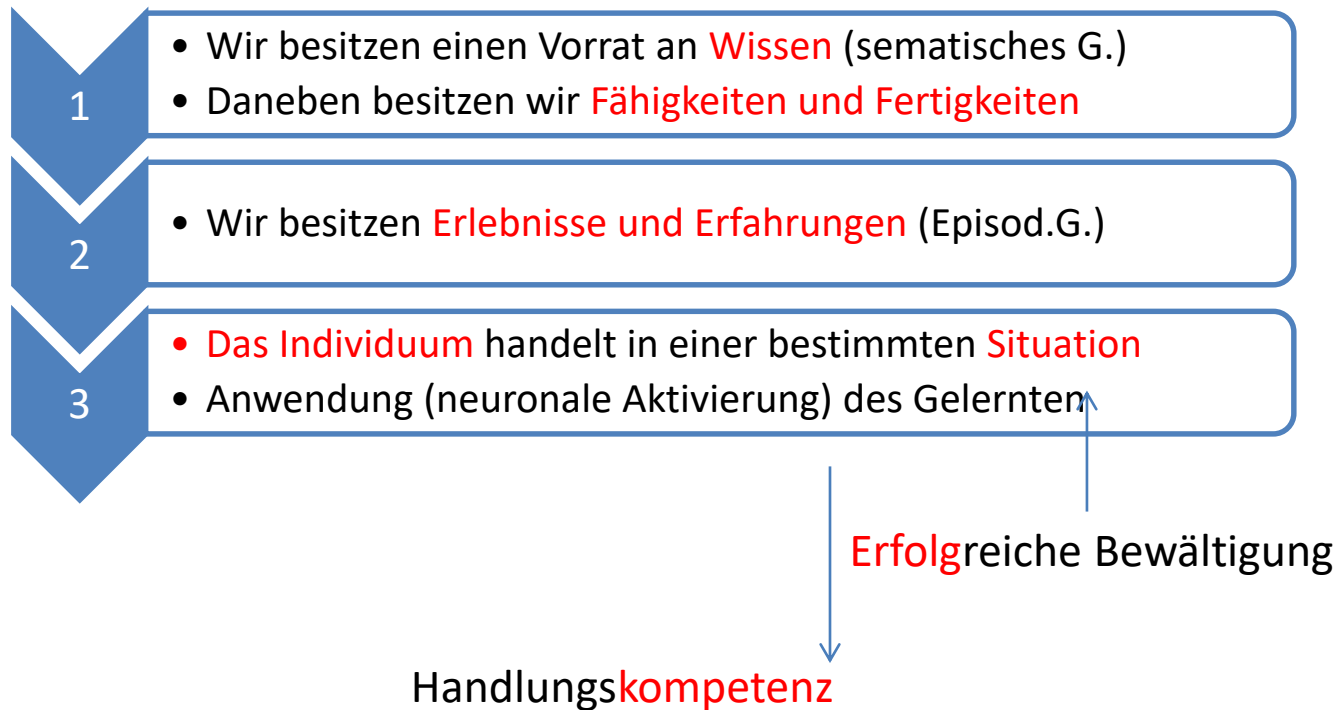 1
• Wir besitzen einen Vorrat an Wissen (sematisches G.)
• Daneben besitzen wir Fähigkeiten und Fertigkeiten
2
• Wir besitzen Erlebnisse und Erfahrungen (Episod.G.)
3
• Das Individuum handelt in einer bestimmten Situation
• Anwendung (neuronale Aktivierung) des Gelernten
Erfolgreiche Bewältigung
Handlungskompetenz